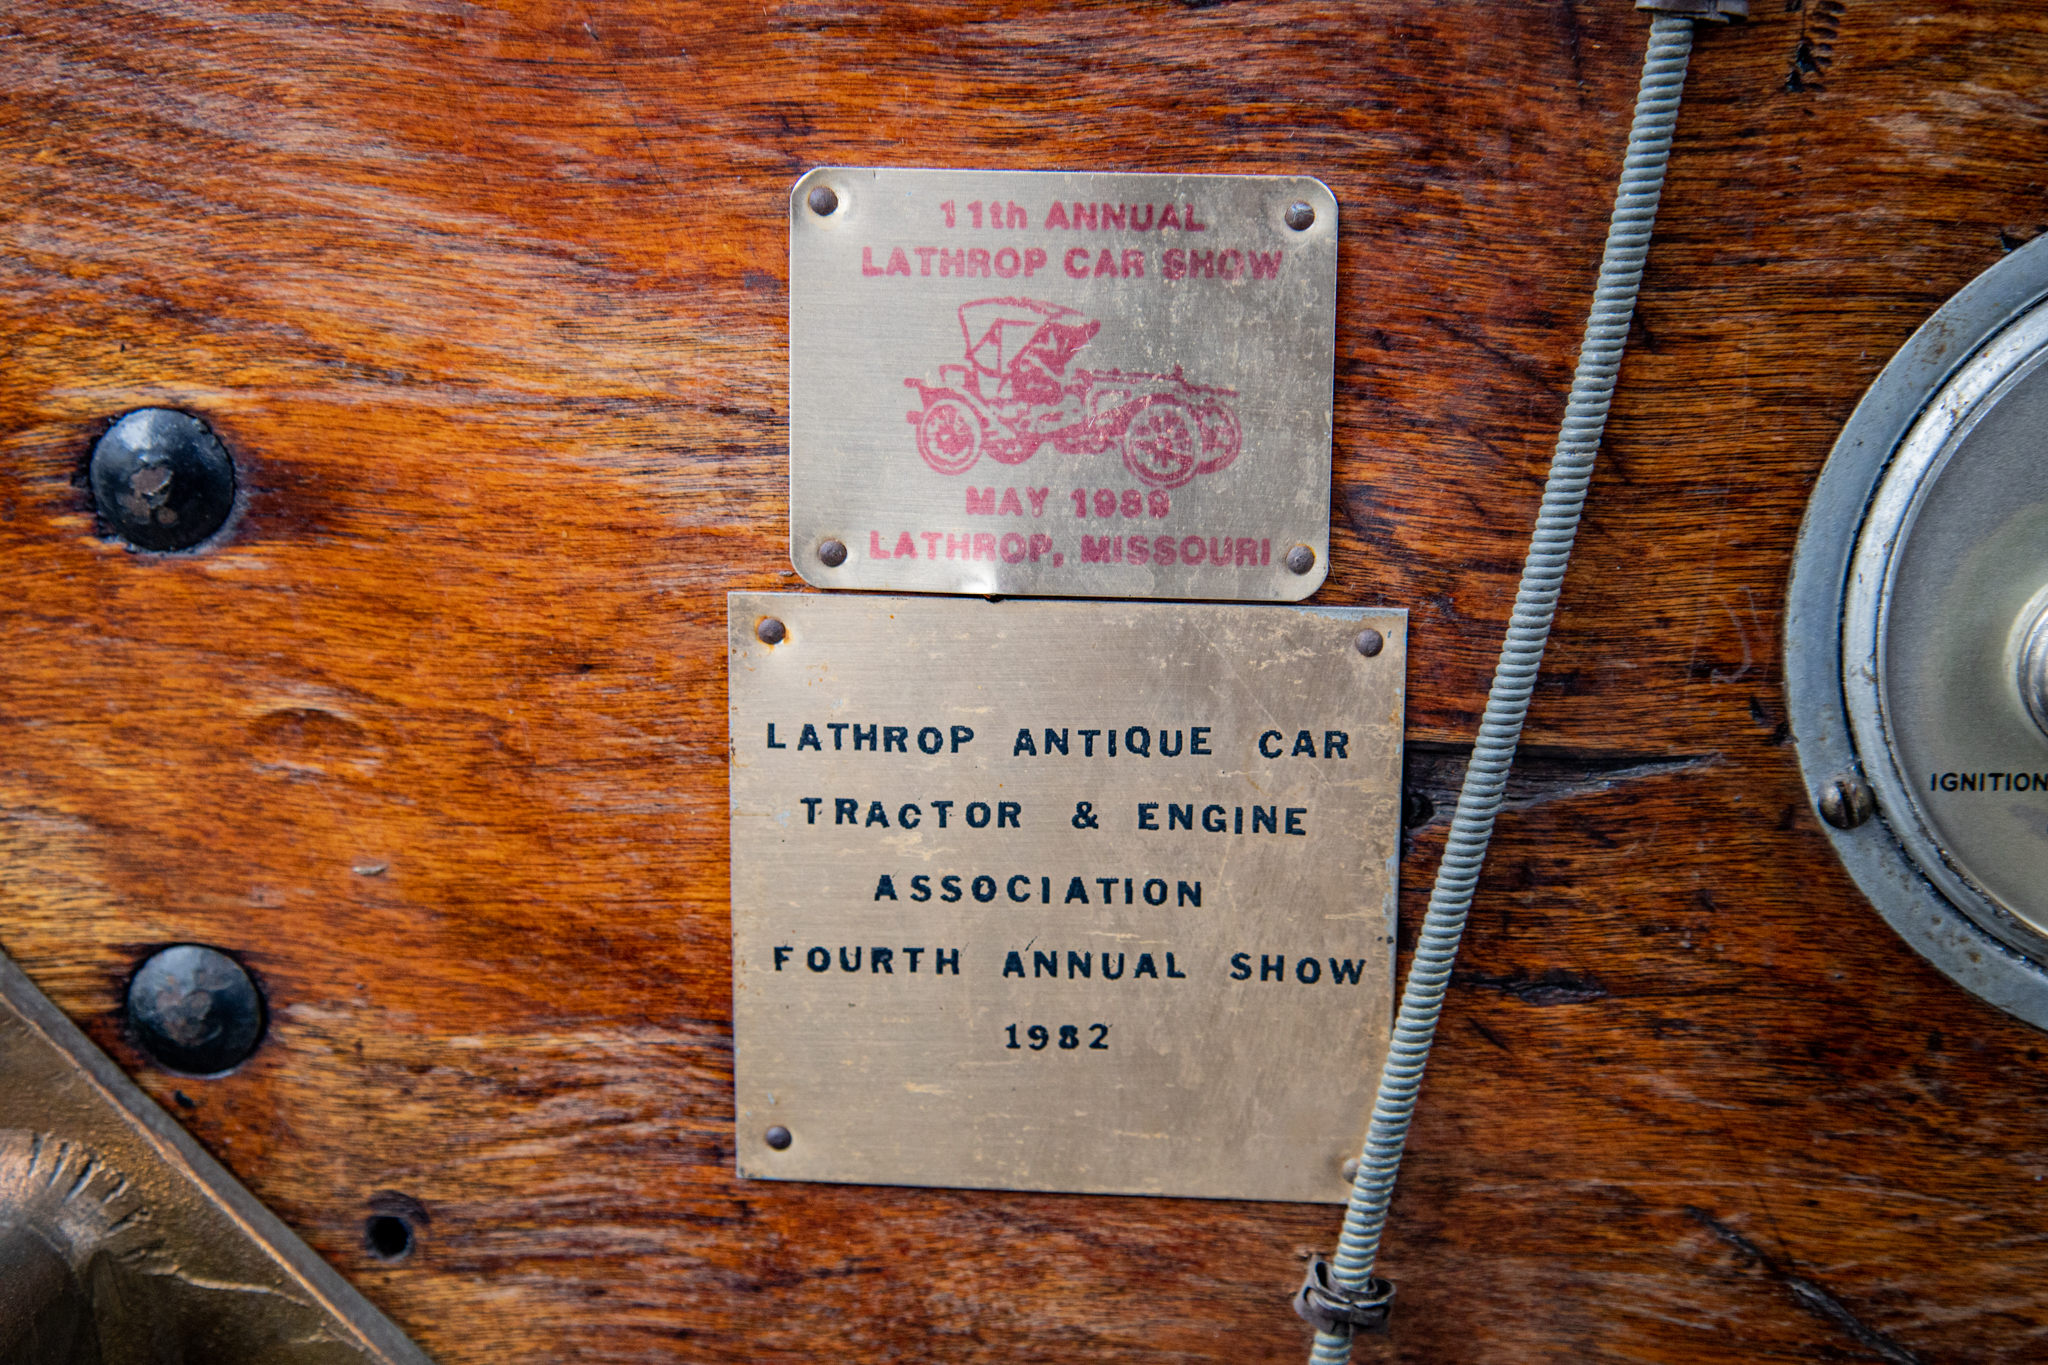 11th ANNUAL
LATHROP CAR SHOW
MAY 1989
LATHROP, MISSOURI
LATHROP ANTIQUE CAR
TRACTOR & ENGINE
ASSOCIATION
FOURTH ANNUAL SHOW
1982
IGNITION